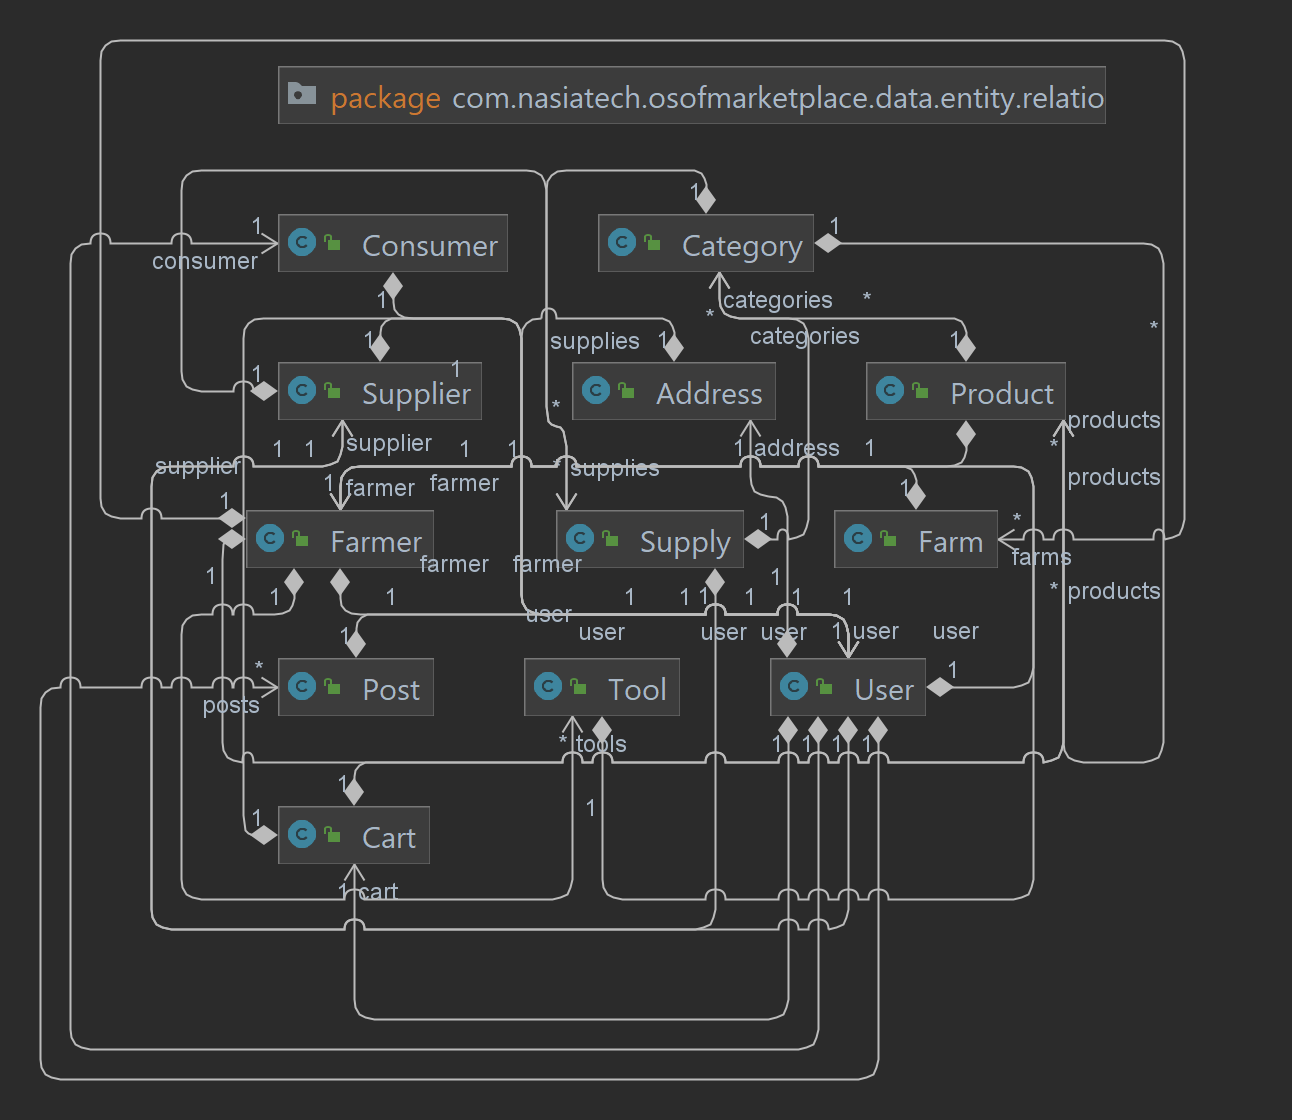 package com.nasiatech.osofmarketplace.data.entity.relatio
1
1
1
C Consumer
C Category
consumer
1
categories
*
*
*
1
1
1
categories
supplies
1
1
C Supplier
C Address
C Product
*
products
supplier
1
1
1
1
1
address
1
*
supplier
*
supplies
products
1
farmer
farmer
1
1
1
*
C Farmer
C Supply
C Farm
farms
farmer
farmer
1
1
*
products
1
1
1
1
1
1
1
1
user
user
user
user
1
user
user
1
*
1
C Post
C Tool
C User
posts
*
tools
1
1
1
1
1
1
1
C Cart
1
cart